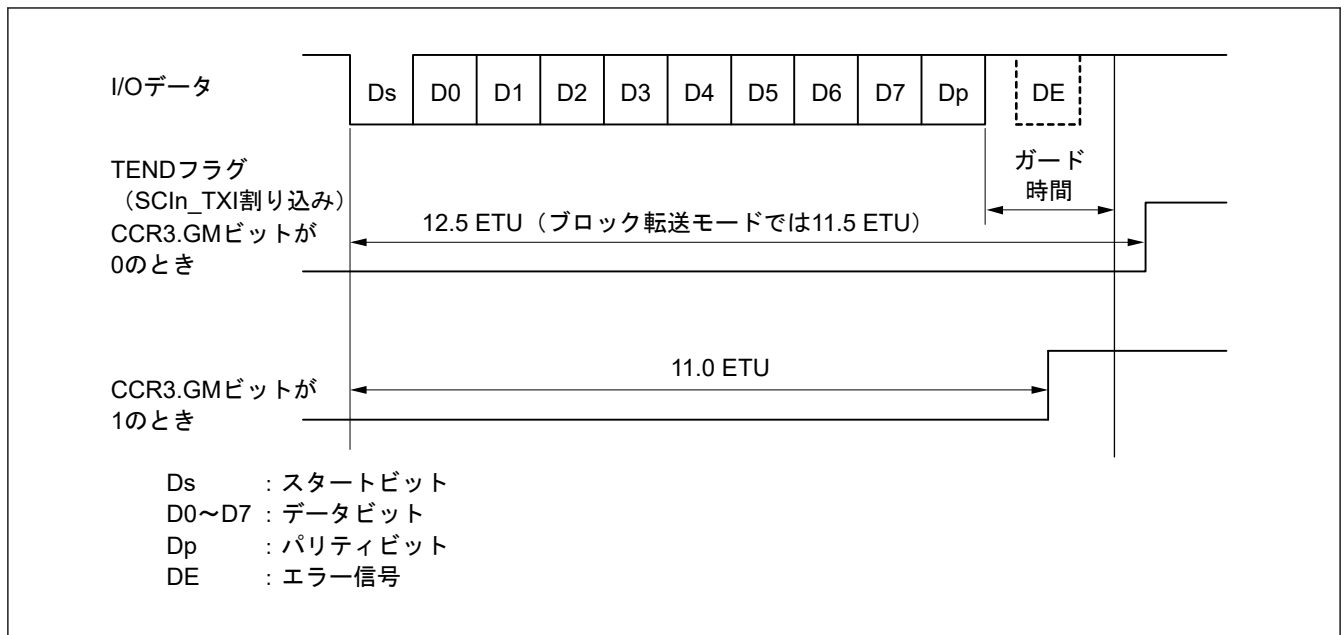 I/Oデータ
Ds D0 D1 D2 D3 D4 D5 D6 D7 Dp DE
TENDフラグ
（SCIn_TXI割り込み）
CCR3.GMビットが
0のとき
ガード
時間
12.5 ETU（ブロック転送モードでは11.5 ETU）
11.0 ETU
CCR3.GMビットが
1のとき
Ds ：スタートビット
D0～D7 ：データビット
Dp ：パリティビット
DE ：エラー信号